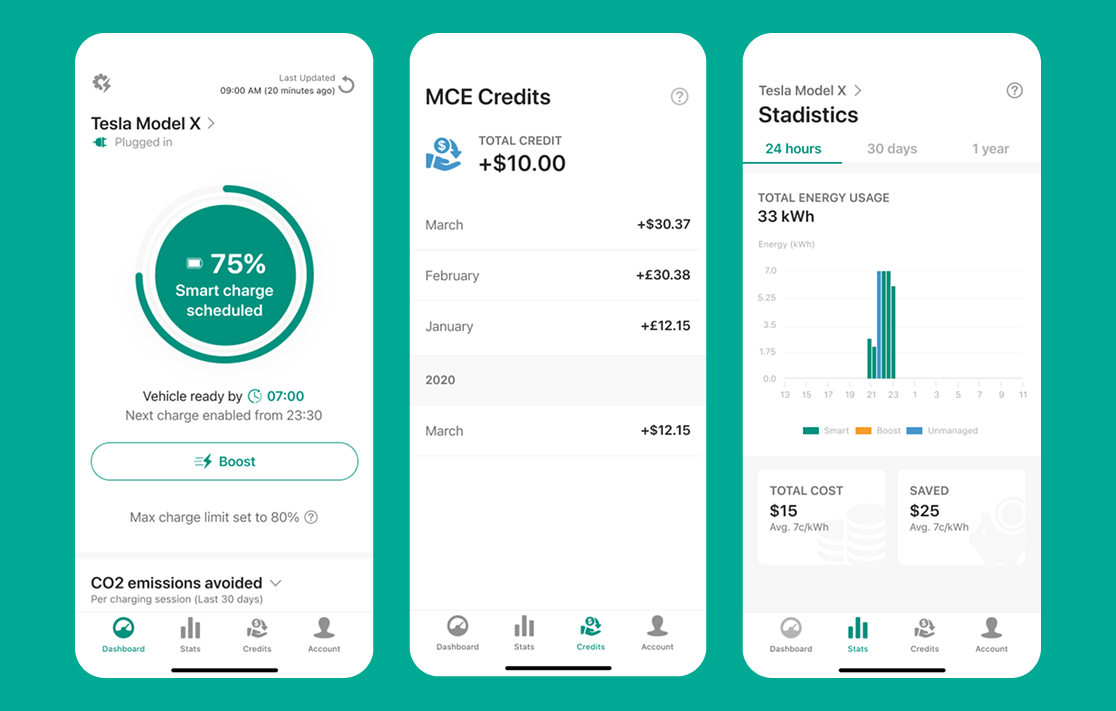 Last Updated
09:00 AM (20 minutes ago)
Tesla Model X
Plugged in
75%
Smart charge
scheduled
Vehicle ready by 07:00
Next charge enabled from 23:30
Boost
Max charge limit set to 80% ?
CO2 emissions avoided
Per charging session (Last 30 days)
Dashboard Stats Credits Account
MCE Credits ?
TOTAL CREDIT
+$10.00
March +$30.37
February +£30.38
January +£12.15
2020
March +$12.15
Dashboard Stats Credits Account
Tesla Model X ?
Stadistics
24 hours 30 days 1 year
TOTAL ENERGY USAGE
33 kWh
Energy (kWh)
7.0
5.25
3.5
1.75
0.0
13 15 17 19 21 23 1 3 5 7 9 11
Smart Boost Unmanaged
TOTAL COST
$15
Avg. 7c/kWh
SAVED
$25
Avg. 7c/kWh
Dashboard Stats Credits Account